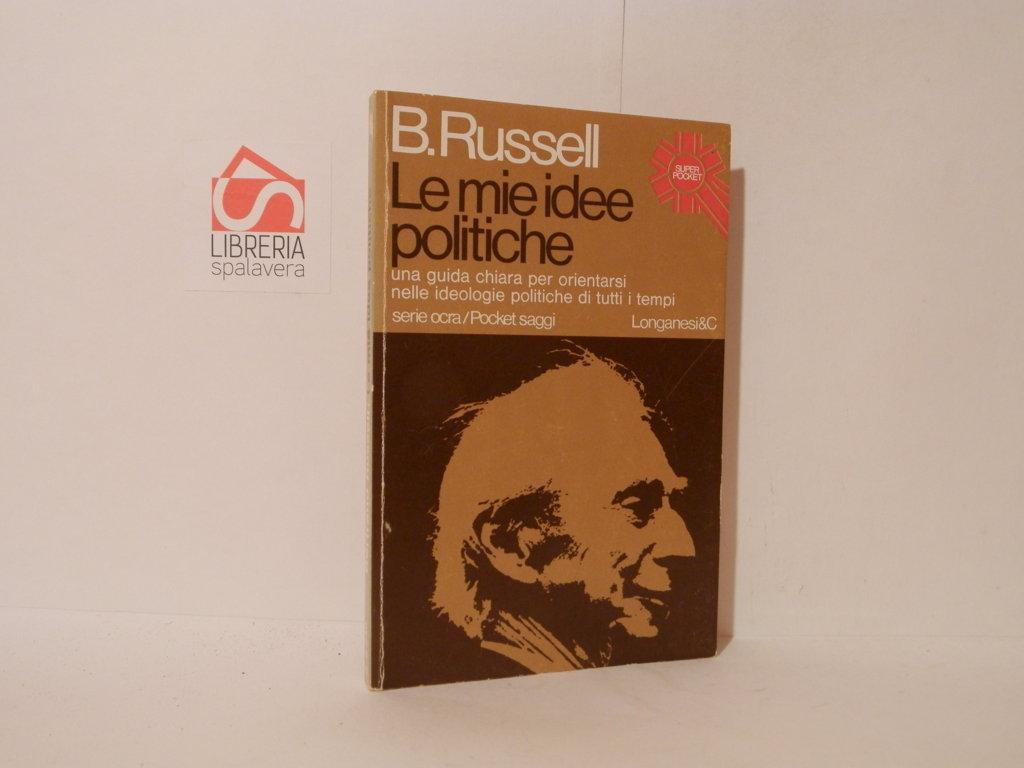 B.Russell
Le mie idee
politiche
una guida chiara per orientarsi
nelle ideologie politiche di tutti i tempi
serie ocra/Pocket saggi Longanesi&C
SUPER
POCKET
LIBRERIA
spalavera